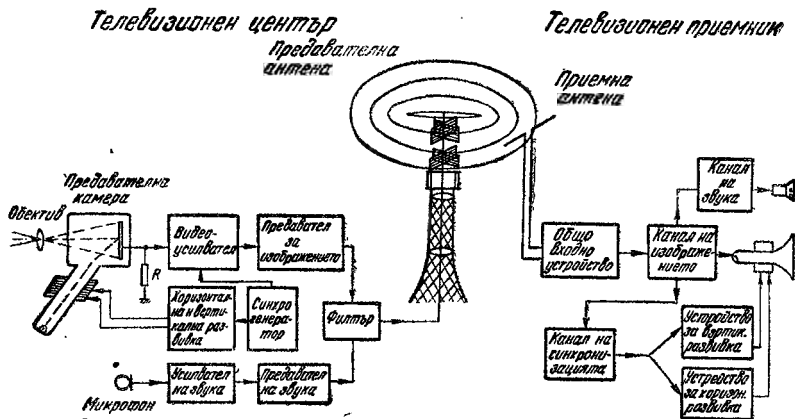 Телевизионен център
Телевизионен приемник
Предавателна
антена
Приемна
антена
Предавателна
камера
Обектив
R
Видео-
усилвател
Предавател
за
изображението
Хоризонтал-
на и верти-
кална раз-
вивка
Синхро
генера-
тор
Филтър
Микрофон
Усилвател
на звука
Предавател
на звука
Общо
входно
устройство
Канал на
изображе-
нието
Канал
на
звука
Канал на
синхрони-
зацията
Устройство
за вертик.
развивка
Устройство
за хоризон.
развивка